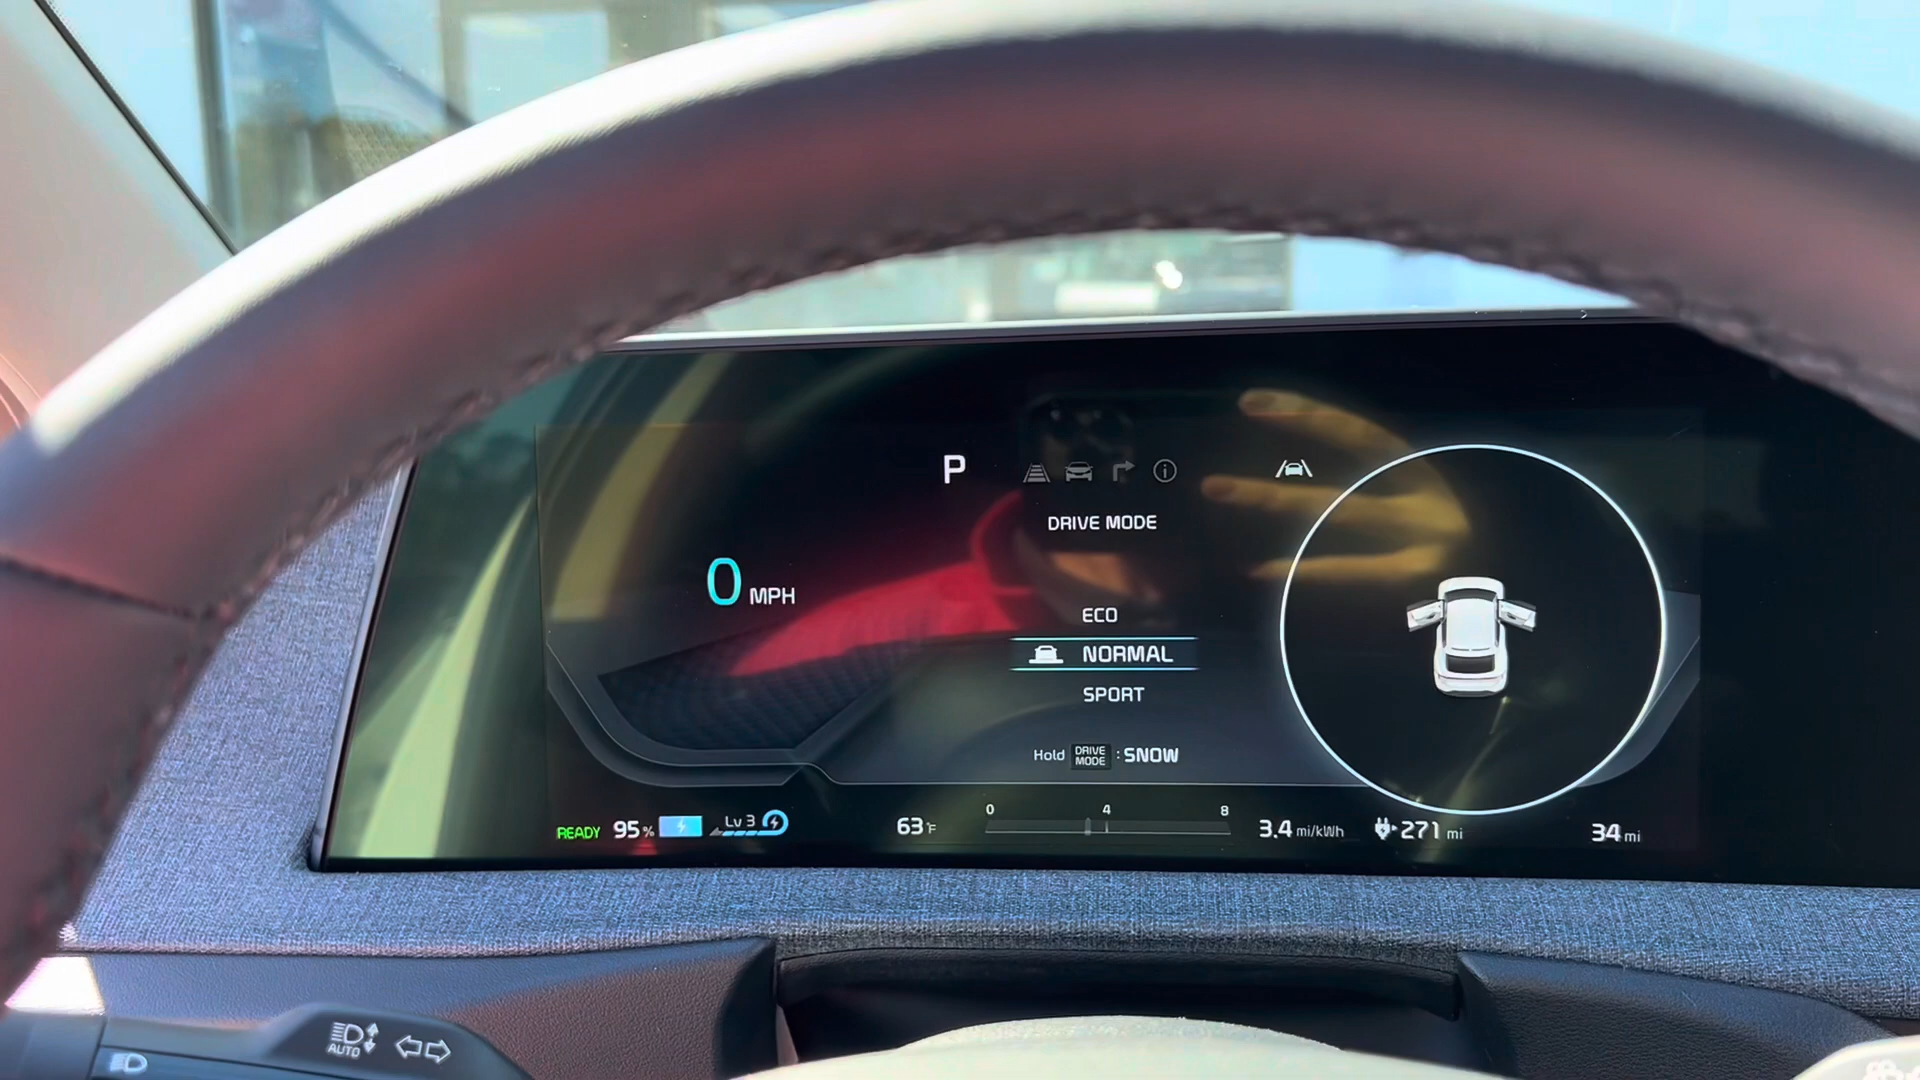 P
DRIVE MODE
0 MPH
ECO
NORMAL
SPORT
Hold DRIVE MODE : SNOW
READY 95% Lv 3 63°F 0 4 8 3.4 mi/kWh 271 mi 34 mi
AUTO